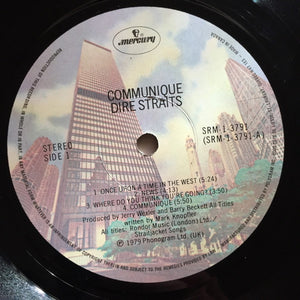 mercury
COMMUNIQUE
DIRE STRAITS
STEREO
SIDE 1
SRM-1-3791
(SRM-1-3791-A)
1. ONCE UPON A TIME IN THE WEST (5:24)
2. NEWS (4:13)
3. WHERE DO YOU THINK YOU'RE GOING? (3:50)
4. COMMUNIQUE (5:50)
Produced by Jerry Wexler and Barry Beckett All Titles
written by Mark Knopfler
All titles: Rondor Music (London) Ltd./
Straitjacket Songs
℗ 1979 Phonogram Ltd. (UK)